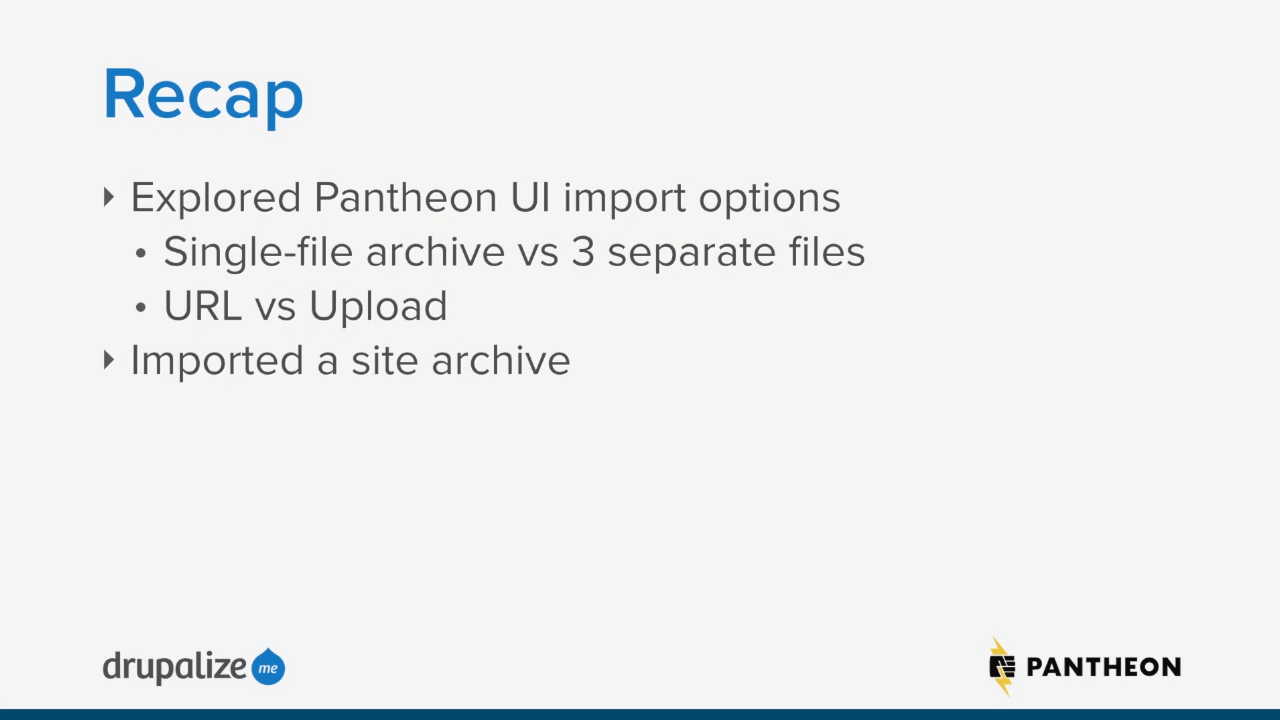 Recap
Explored Pantheon UI import options
Single-file archive vs 3 separate files
URL vs Upload
Imported a site archive
drupalize me
PANTHEON